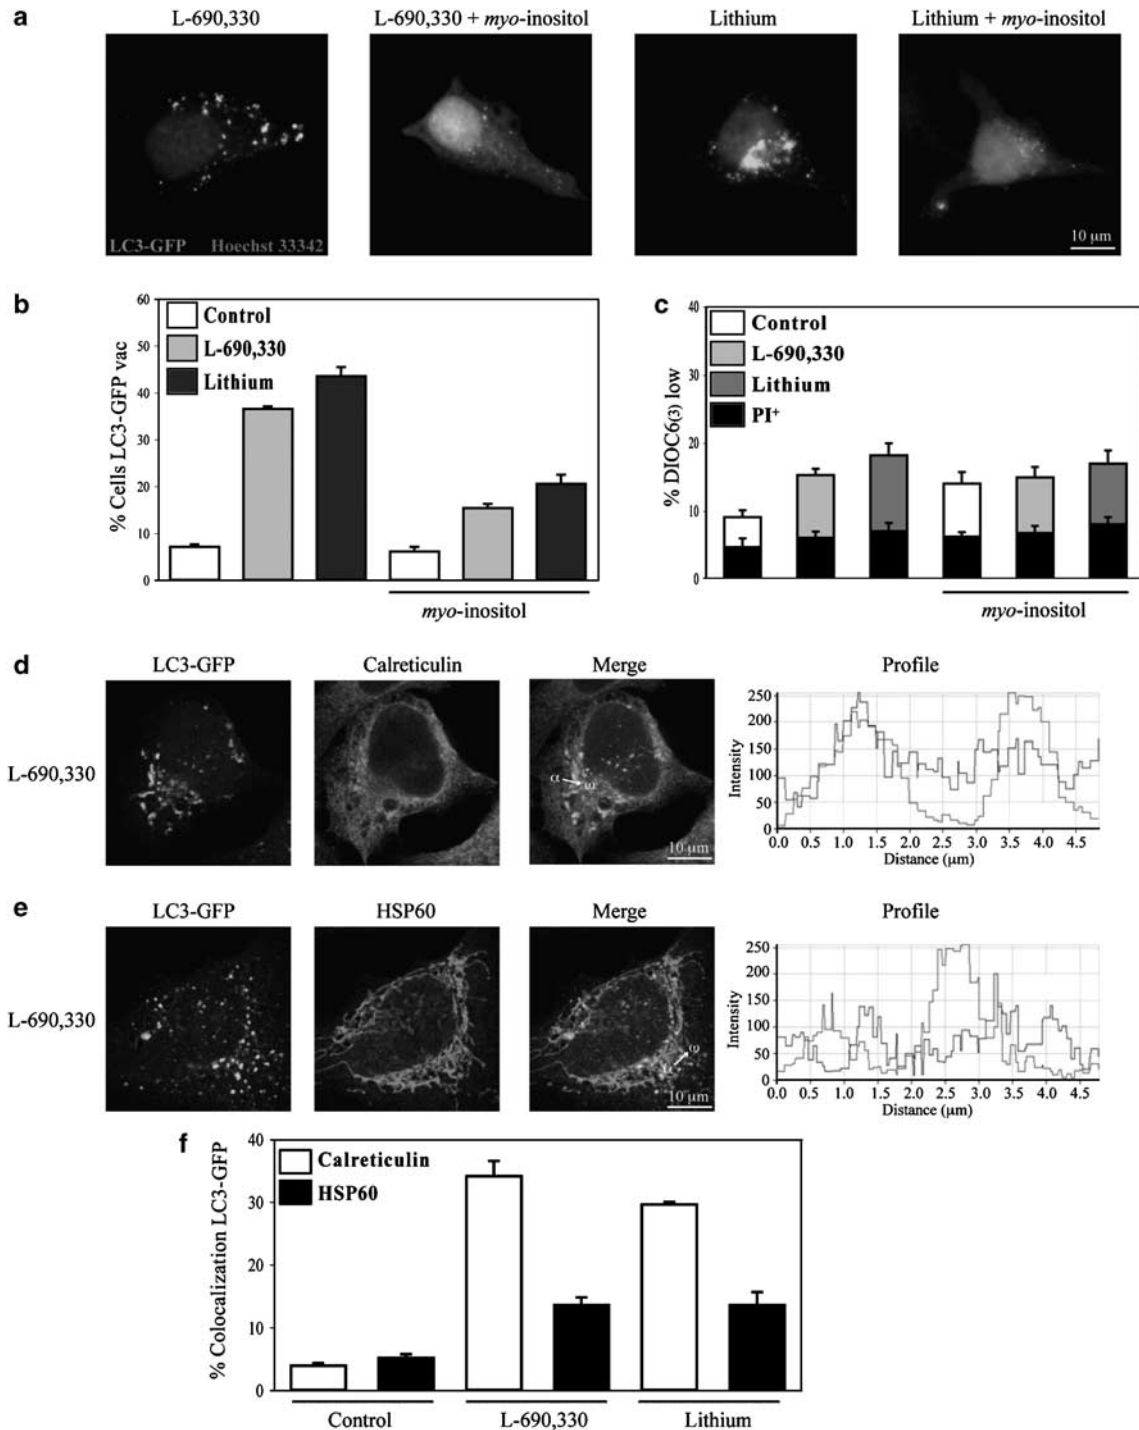 a
L-690,330
L-690,330 + myo-inositol
Lithium
Lithium + myo-inositol
LC3-GFP Hoechst 33342
10 µm
b
% Cells LC3-GFP vac
60
50
40
30
20
10
0
Control
L-690,330
Lithium
myo-inositol
c
% DIOC6(3) low
40
30
20
10
0
Control
L-690,330
Lithium
PI+
myo-inositol
d
LC3-GFP
Calreticulin
Merge
Profile
L-690,330
α
ω
10 µm
Intensity
250
200
150
100
50
0
0.0 0.5 1.0 1.5 2.0 2.5 3.0 3.5 4.0 4.5
Distance (µm)
e
LC3-GFP
HSP60
Merge
Profile
L-690,330
ω
10 µm
Intensity
250
200
150
100
50
0
0.0 0.5 1.0 1.5 2.0 2.5 3.0 3.5 4.0 4.5
Distance (µm)
f
% Colocalization LC3-GFP
40
30
20
10
0
Calreticulin
HSP60
Control
L-690,330
Lithium